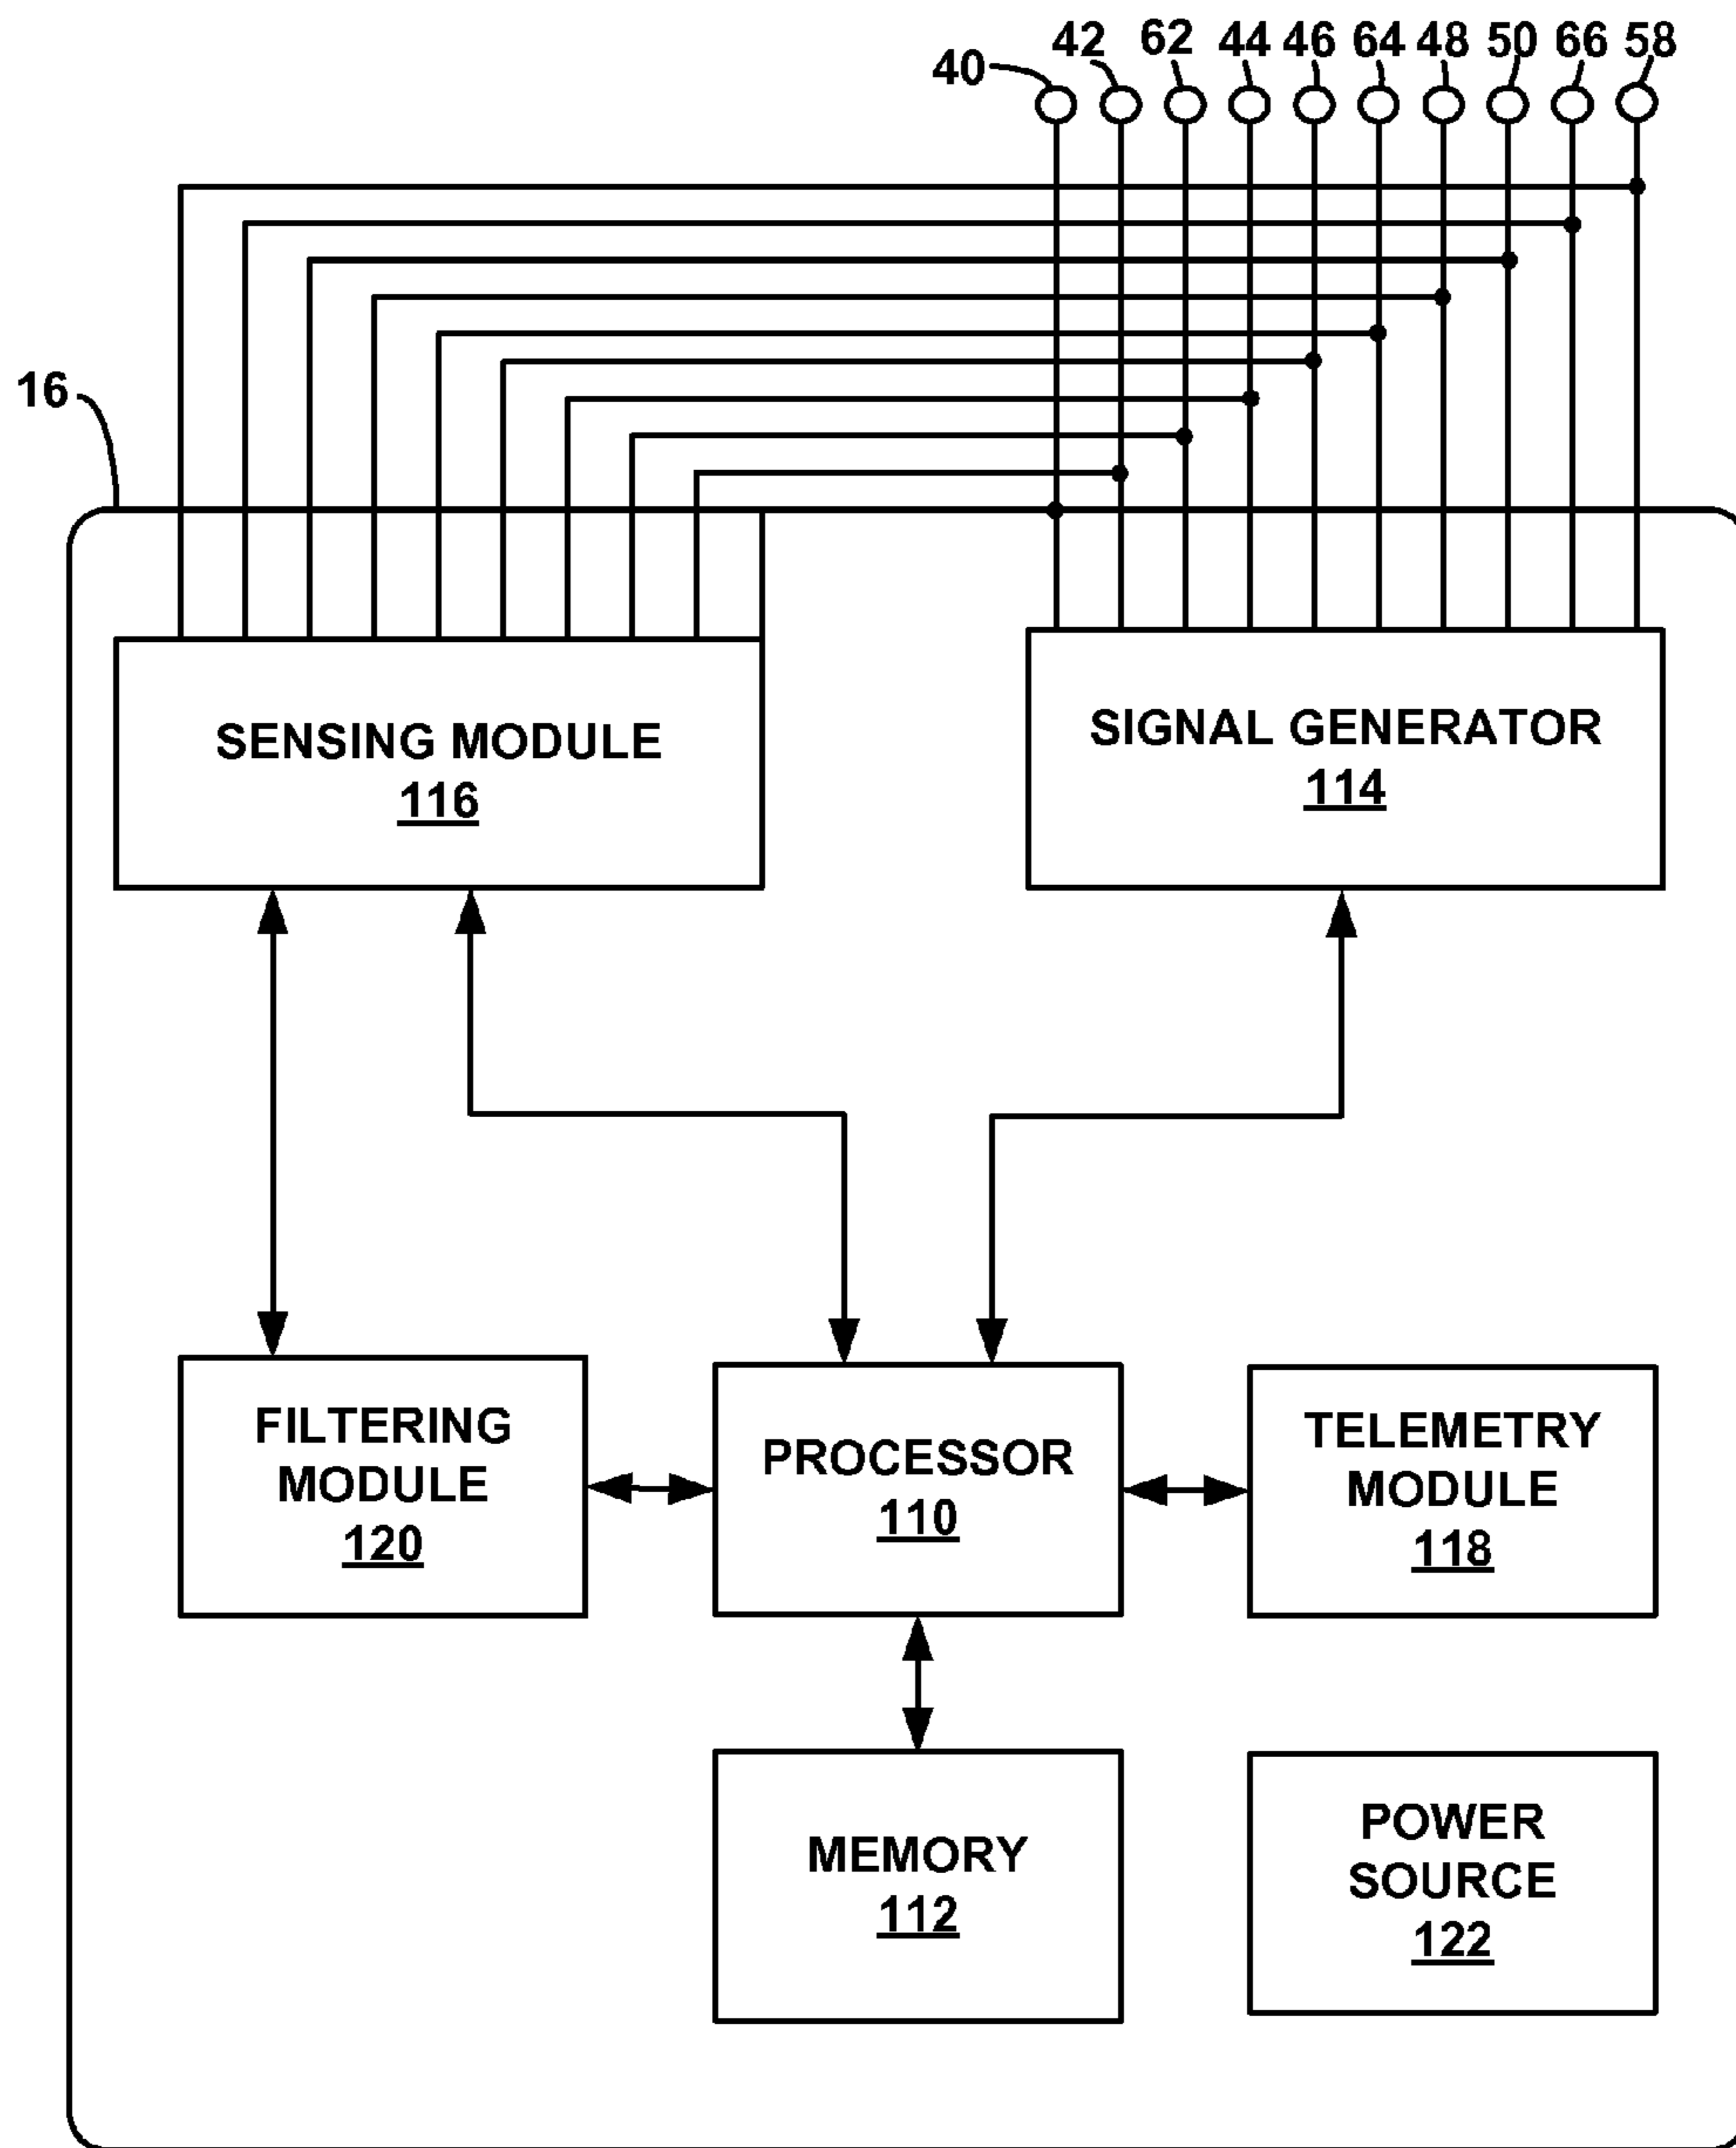 40 42 62 44 46 64 48 50 66 58
16
SENSING MODULE
116
SIGNAL GENERATOR
114
FILTERING
MODULE
120
PROCESSOR
110
TELEMETRY
MODULE
118
MEMORY
112
POWER
SOURCE
122